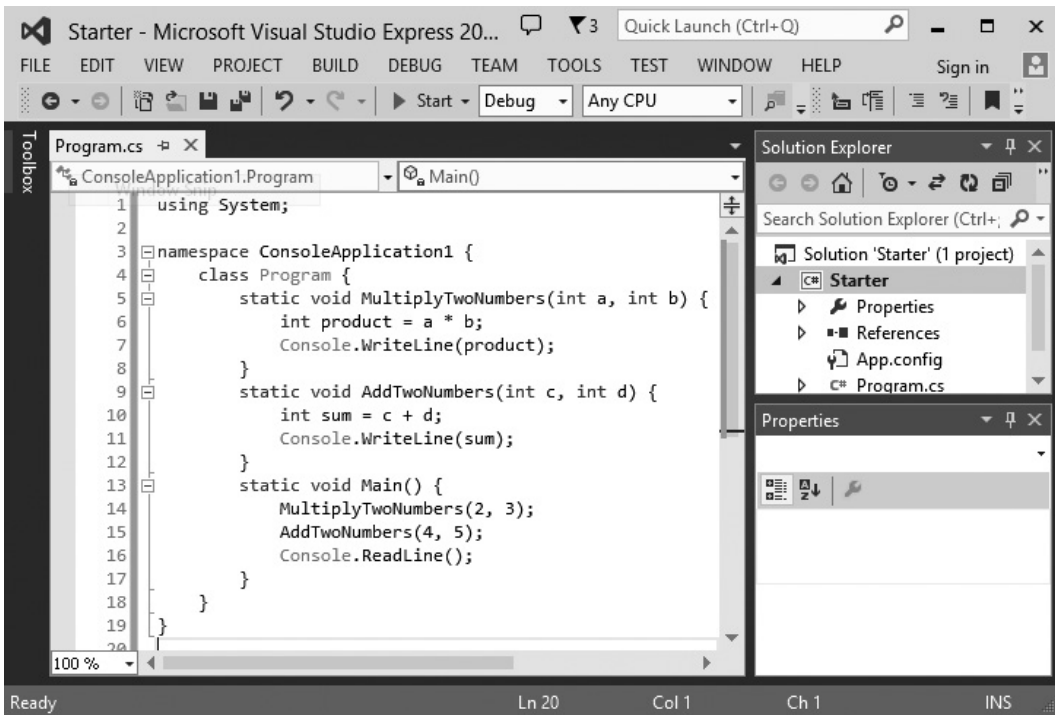 Starter - Microsoft Visual Studio Express 20... 3 Quick Launch (Ctrl+Q)
FILE EDIT VIEW PROJECT BUILD DEBUG TEAM TOOLS TEST WINDOW HELP Sign in
Start Debug Any CPU
Toolbox
Program.cs
ConsoleApplication1.Program Main()
Window Snip
1 using System;
2
3 namespace ConsoleApplication1 {
4     class Program {
5         static void MultiplyTwoNumbers(int a, int b) {
6             int product = a * b;
7             Console.WriteLine(product);
8         }
9         static void AddTwoNumbers(int c, int d) {
10             int sum = c + d;
11             Console.WriteLine(sum);
12         }
13         static void Main() {
14             MultiplyTwoNumbers(2, 3);
15             AddTwoNumbers(4, 5);
16             Console.ReadLine();
17         }
18     }
19 }
20
100 %
Solution Explorer
Search Solution Explorer (Ctrl+;
Solution 'Starter' (1 project)
C# Starter
Properties
References
App.config
C# Program.cs
Properties
Ready Ln 20 Col 1 Ch 1 INS